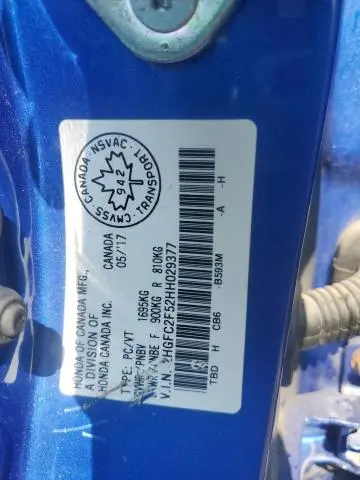 HONDA OF CANADA MFG.,
A DIVISION OF
HONDA CANADA INC.
CANADA
05/17
TYPE: PC/VT 1695KG
F 900KG R 810KG
V.I.N. HGFC2F52HH029377
TBD H CB6 -B593M -A -H
CMVSS CANADA-NSVAC TRANSPORT
942